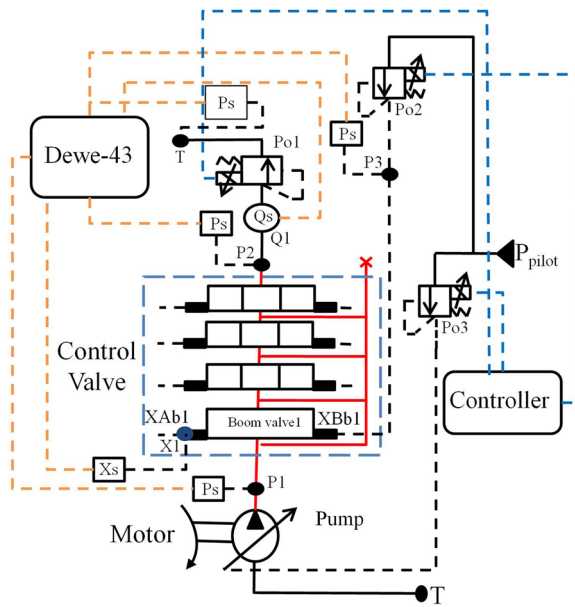 Ps
Po2
Dewe-43
Po1
Ps
T
P3
Qs
Ps
Q1
P2
Ppilot
Po3
Control
Valve
Controller
XAb1
Boom valve1
XBb1
X1
Xs
Ps
P1
Motor
Pump
T